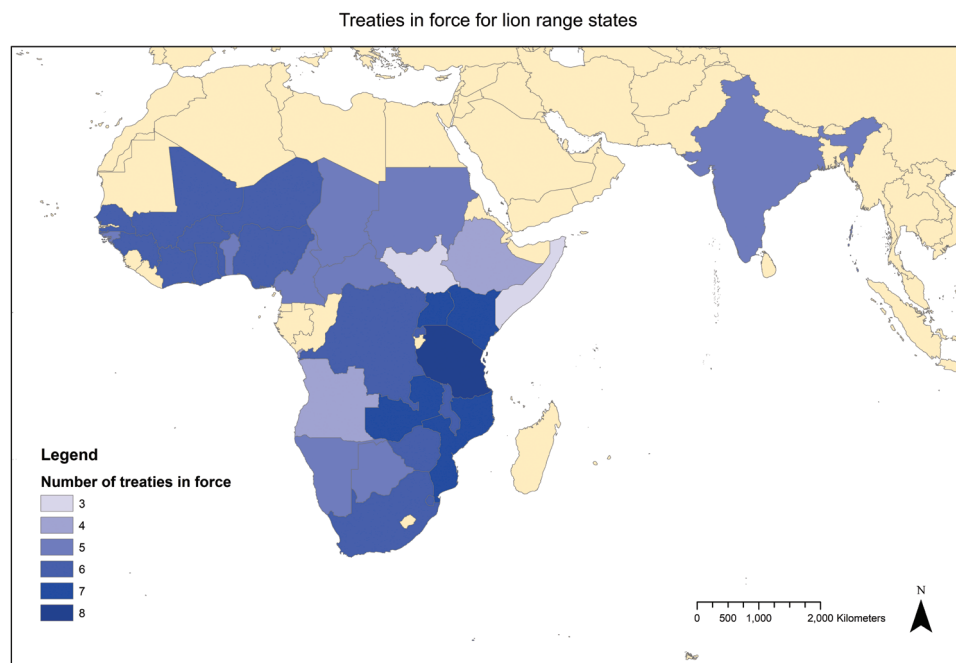 Treaties in force for lion range states
Legend
Number of treaties in force
3
4
5
6
7
8
N
0 500 1,000 2,000 Kilometers